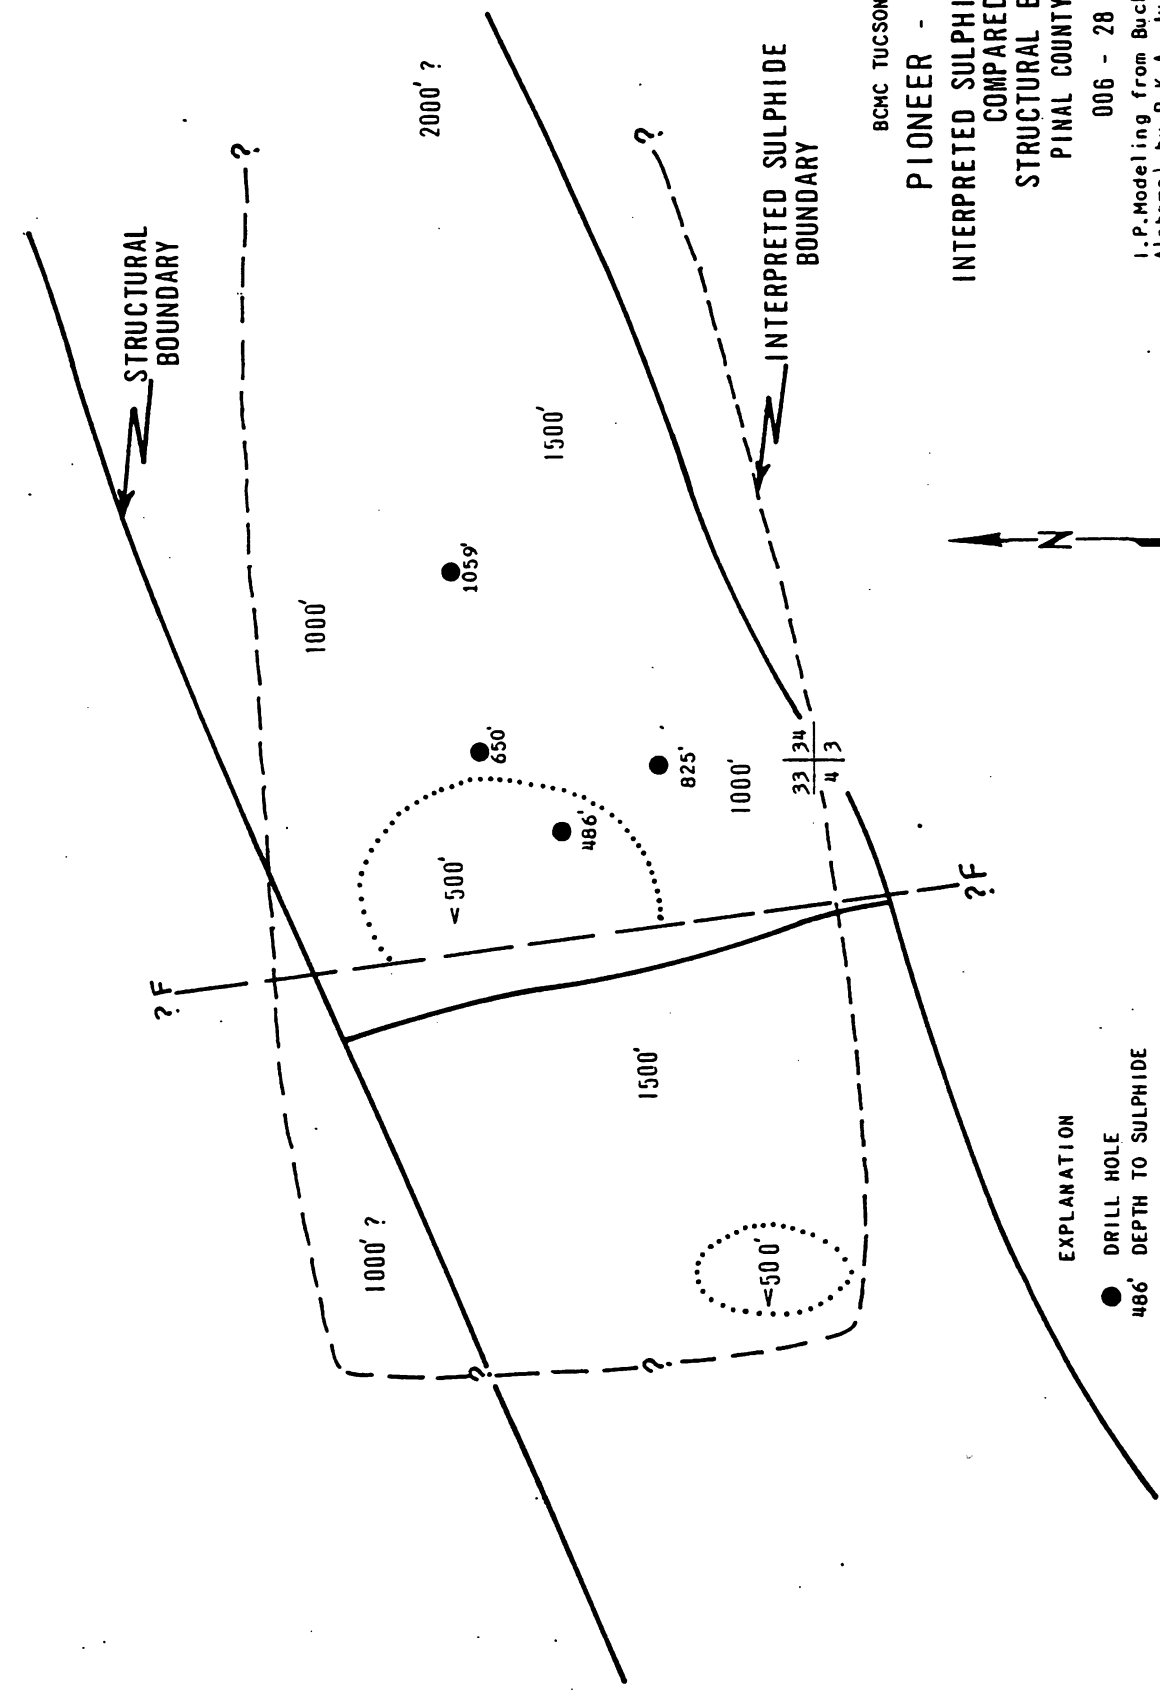 STRUCTURAL
BOUNDARY
?
2000' ?
?
INTERPRETED SULPHIDE
BOUNDARY
1500'
1000'
1059'
650'
486'
825'
1000'
< 500'
33 34
4 3
? F
? F
1500'
1000' ?
<500'
?
?
N
EXPLANATION
DRILL HOLE
486' DEPTH TO SULPHIDE
BCMC TUCSON
PIONEER -
INTERPRETED
COMPARED
STRUCTURAL
PINAL COUNTY
006 - 28
I.P. Modeling from